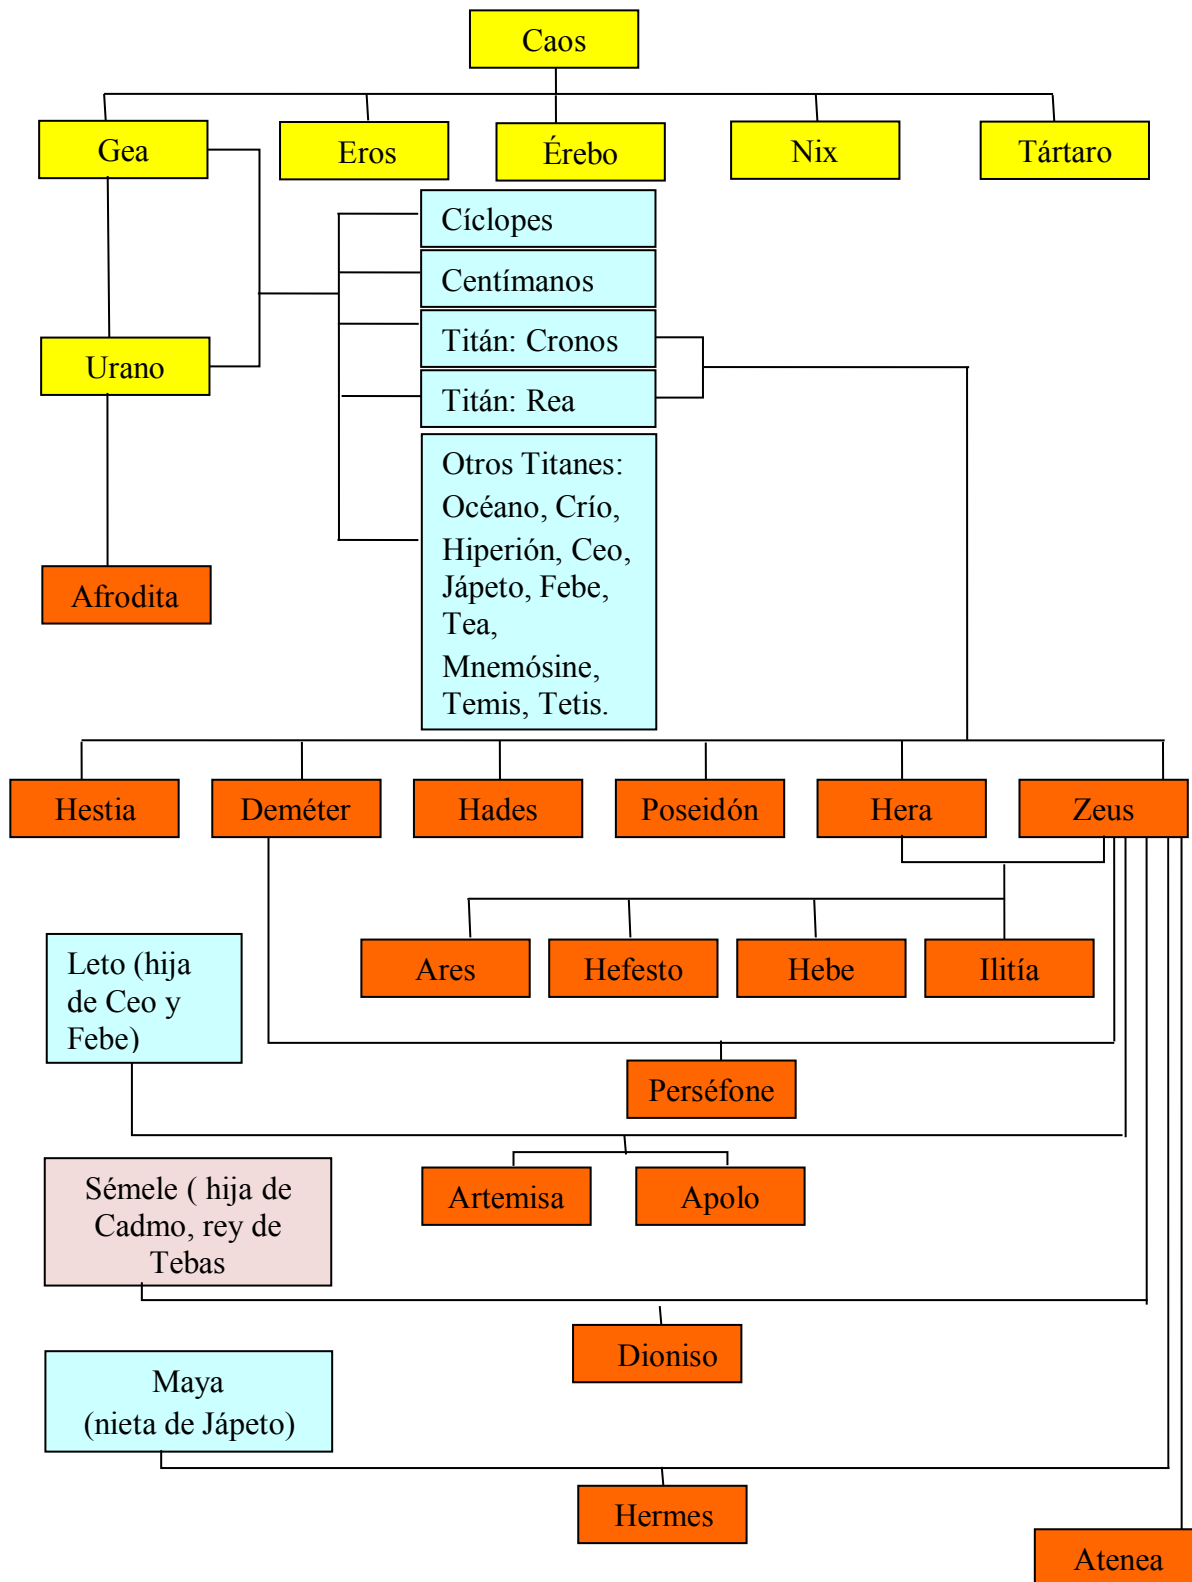 Caos
Gea
Eros
Érebo
Nix
Tártaro
Cíclopes
Centímanos
Titán: Cronos
Urano
Titán: Rea
Otros Titanes:
Océano, Crío,
Hiperión, Ceo,
Jápeto, Febe,
Tea,
Mnemósine,
Temis, Tetis.
Afrodita
Hestia
Deméter
Hades
Poseidón
Hera
Zeus
Ares
Hefesto
Hebe
Ilitía
Leto (hija
de Ceo y
Febe)
Perséfone
Artemisa
Apolo
Sémele ( hija de
Cadmo, rey de
Tebas
Dioniso
Maya
(nieta de Jápeto)
Hermes
Atenea